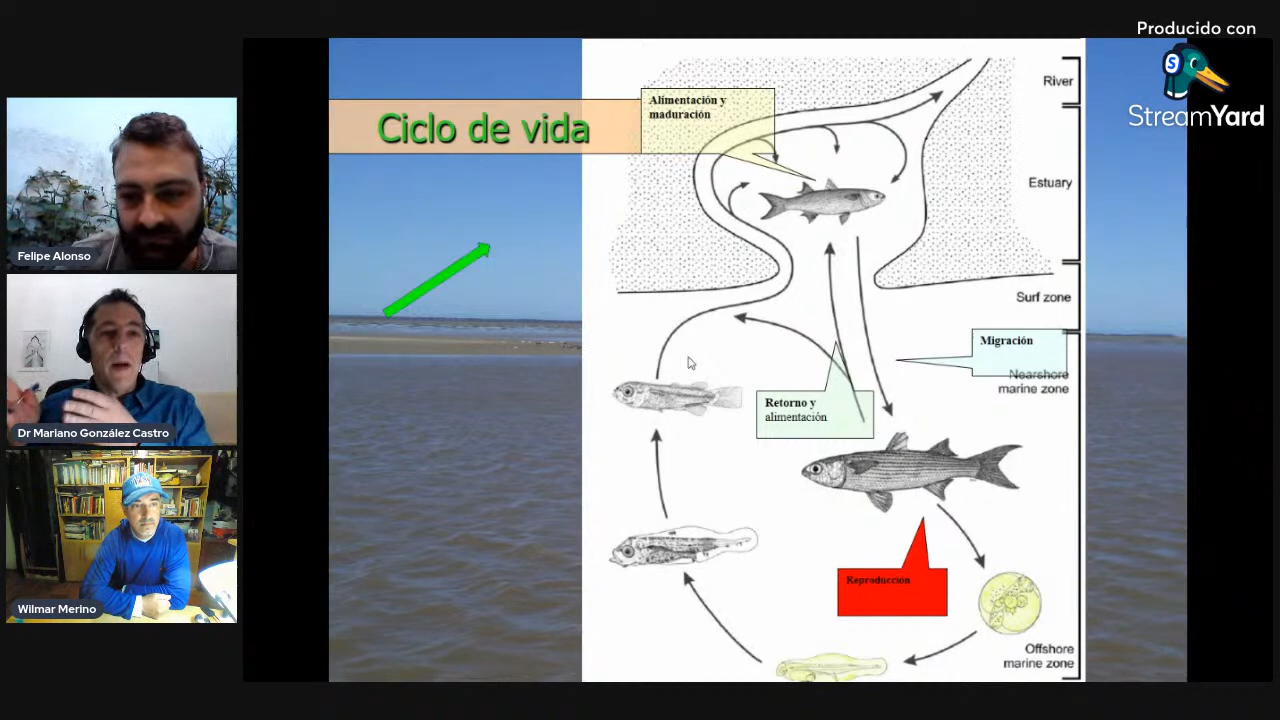 Producido con
StreamYard
Felipe Alonso
Dr Mariano González Castro
Wilmar Merino
Ciclo de vida
Alimentación y
maduración
River
Estuary
Surf zone
Migración
Nearshore
marine zone
Retorno y
alimentación
Reproducción
Offshore
marine zone